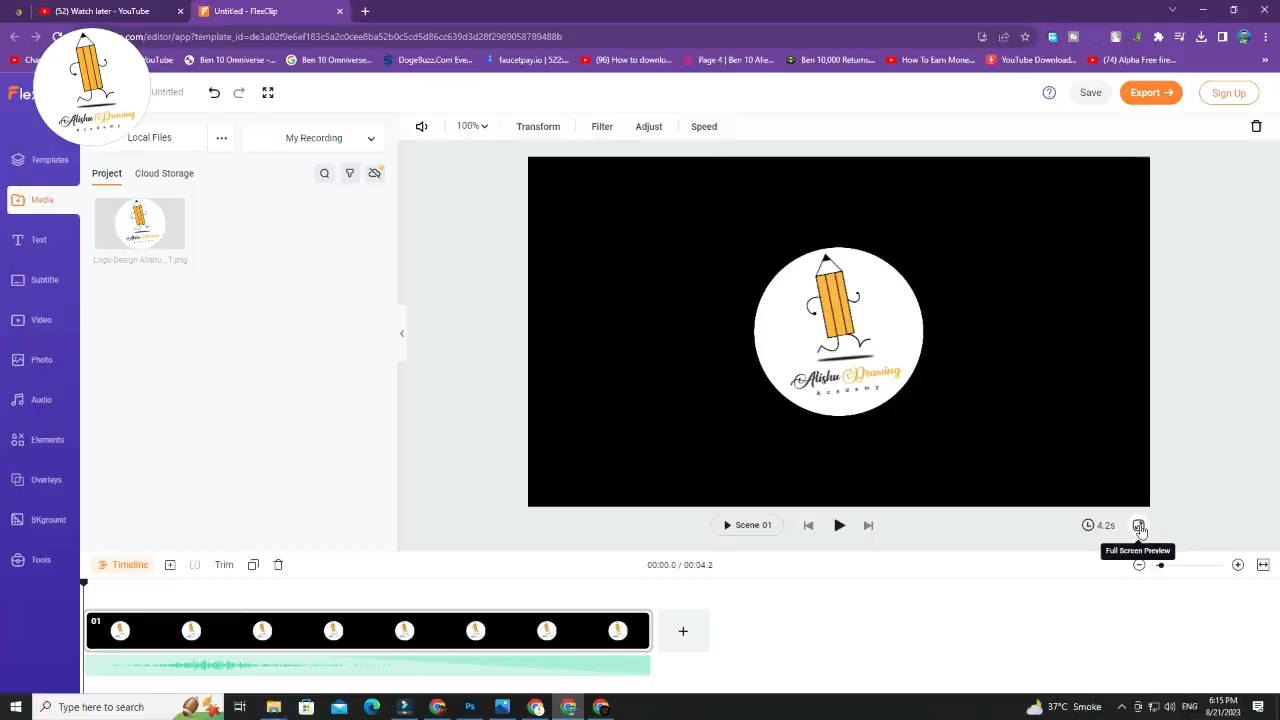 (52) Watch later - YouTube
Untitled - FlexClip
.com/editor/app?template_id=de3a02f9e6ef183c5a2c0cee8ba52b0c5cd5d86cc639d3d28f2989058789488b
YouTube
Ben 10 Omniverse -...
Ben 10 Omniverse...
DogeBuzz.Com Eve...
faucetpay.io | 522...
(96) How to downlo...
Page 4 | Ben 10 Alie...
Ben 10,000 Returns...
How To Earn Money...
YouTube Download...
(74) Alpha Free fire...
Alishu Drawing
Academy
Untitled
Save
Export
Sign Up
Local Files
...
My Recording
100%
Transform
Filter
Adjust
Speed
Templates
Media
Text
Subtitle
Video
Photo
Audio
Elements
Overlays
BKground
Tools
Project
Cloud Storage
Logo Design Alishu...T.png
Alishu Drawing
Academy
Scene 01
4.2s
Full Screen Preview
Timeline
Trim
00:00.0 / 00:04.2
01
Type here to search
Ps
37°C Smoke
ENG
6:15 PM
8/21/2023